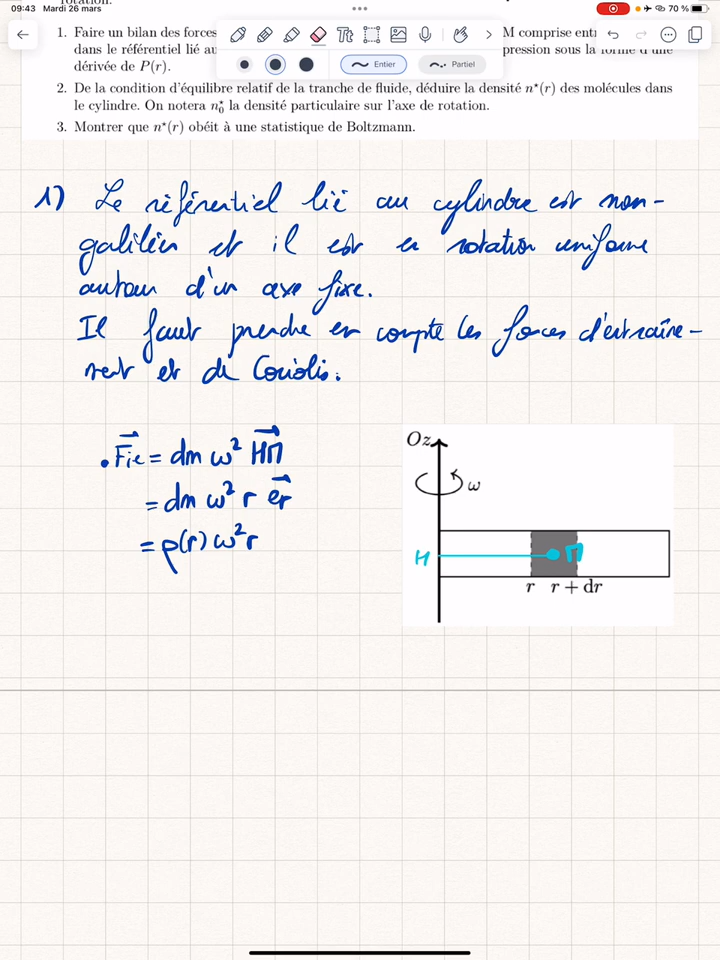 09:43 Mardi 26 mars
70 %
rotation.
1. Faire un bilan des forces
M comprise entr
dans le référentiel lié au
pression sous la forme d'une
dérivée de P(r).
Entier
Partiel
2. De la condition d'équilibre relatif de la tranche de fluide, déduire la densité n*(r) des molécules dans
le cylindre. On notera n₀* la densité particulaire sur l'axe de rotation.
3. Montrer que n*(r) obéit à une statistique de Boltzmann.
1) Le référentiel lié au cylindre est non-
galiléen et il est en rotation uniforme
autour d'un axe fixe.
Il faut prendre en compte les forces d'entraîne-
ment et de Coriolis.
• F⃗ie = dm ω² HM⃗
= dm ω² r e⃗r
= ρ(r) ω² r
Oz
ω
H
M
r r + dr